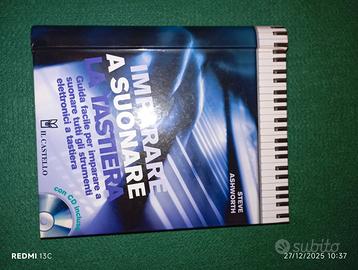 IMPARARE
A SUONARE
LA TASTIERA
Guida facile per imparare a
suonare tutti gli strumenti
elettronici a tastiera
STEVE
ASHWORTH
IL CASTELLO
con CD incluso
REDMI 13C
27/12/2025 10:37
subito